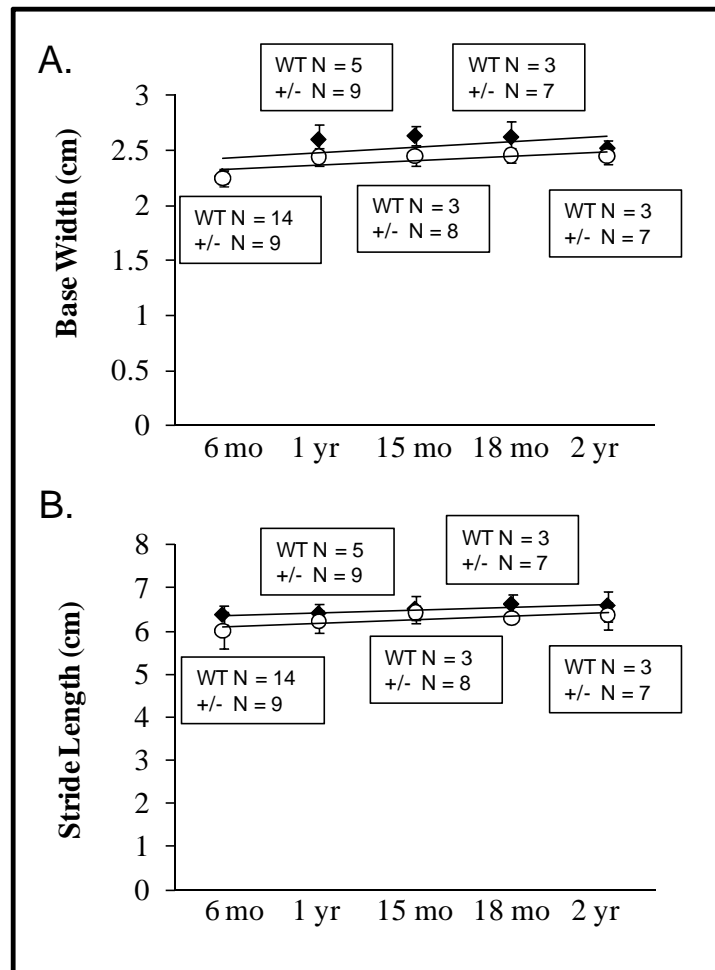 A.
WT N = 5
+/- N = 9
WT N = 3
+/- N = 7
3
2.5
2
1.5
1
0.5
0
Base Width (cm)
WT N = 14
+/- N = 9
WT N = 3
+/- N = 8
WT N = 3
+/- N = 7
6 mo 1 yr 15 mo 18 mo 2 yr
B.
WT N = 5
+/- N = 9
WT N = 3
+/- N = 7
8
7
6
5
4
3
2
1
0
Stride Length (cm)
WT N = 14
+/- N = 9
WT N = 3
+/- N = 8
WT N = 3
+/- N = 7
6 mo 1 yr 15 mo 18 mo 2 yr